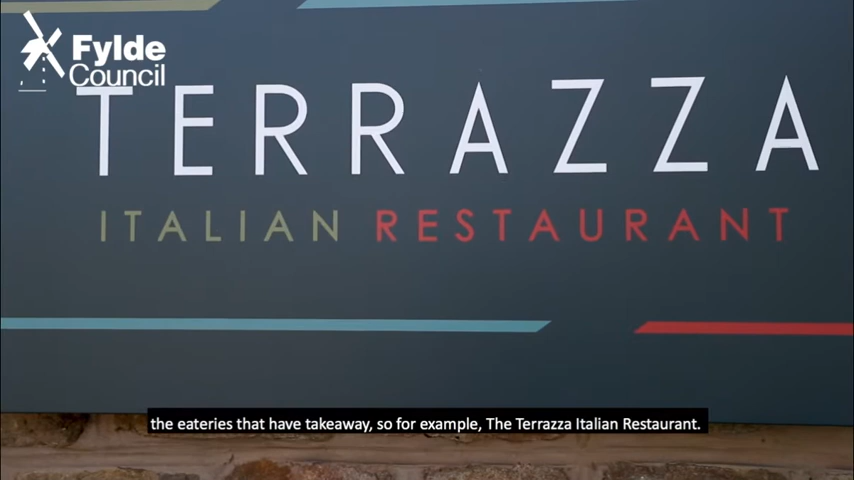 Fylde
Council
TERRAZZA
ITALIAN RESTAURANT
the eateries that have takeaway, so for example, The Terrazza Italian Restaurant.